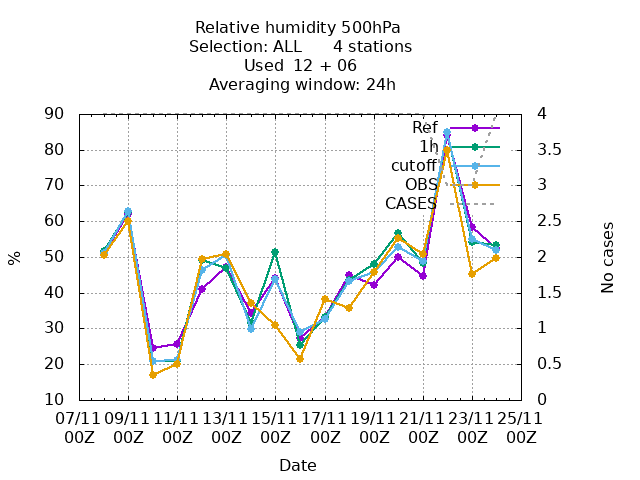 Relative humidity 500hPa
Selection: ALL 4 stations
Used 12 + 06
Averaging window: 24h
90 4
80 3.5
70 3
60 2.5
50 2
40 1.5
30 1
20 0.5
10 0
Ref
1h
cutoff
OBS
CASES
%
No cases
07/11 09/11 11/11 13/11 15/11 17/11 19/11 21/11 23/11 25/11
00Z 00Z 00Z 00Z 00Z 00Z 00Z 00Z 00Z 00Z
Date